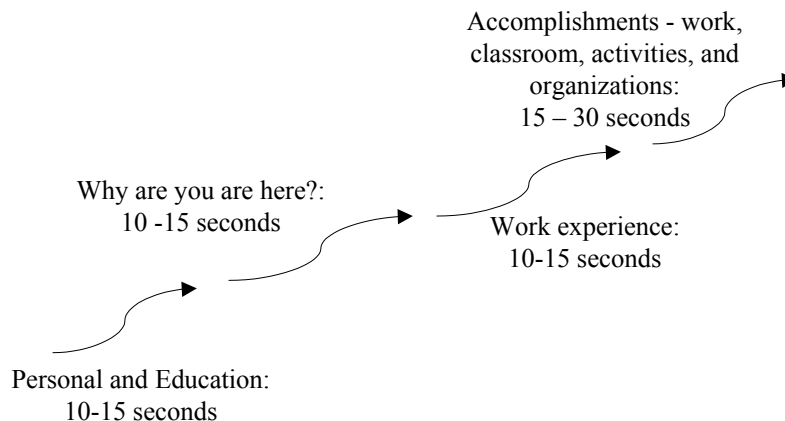 Accomplishments - work,
classroom, activities, and
organizations:
15 – 30 seconds
Why are you are here?:
10 -15 seconds
Work experience:
10-15 seconds
Personal and Education:
10-15 seconds